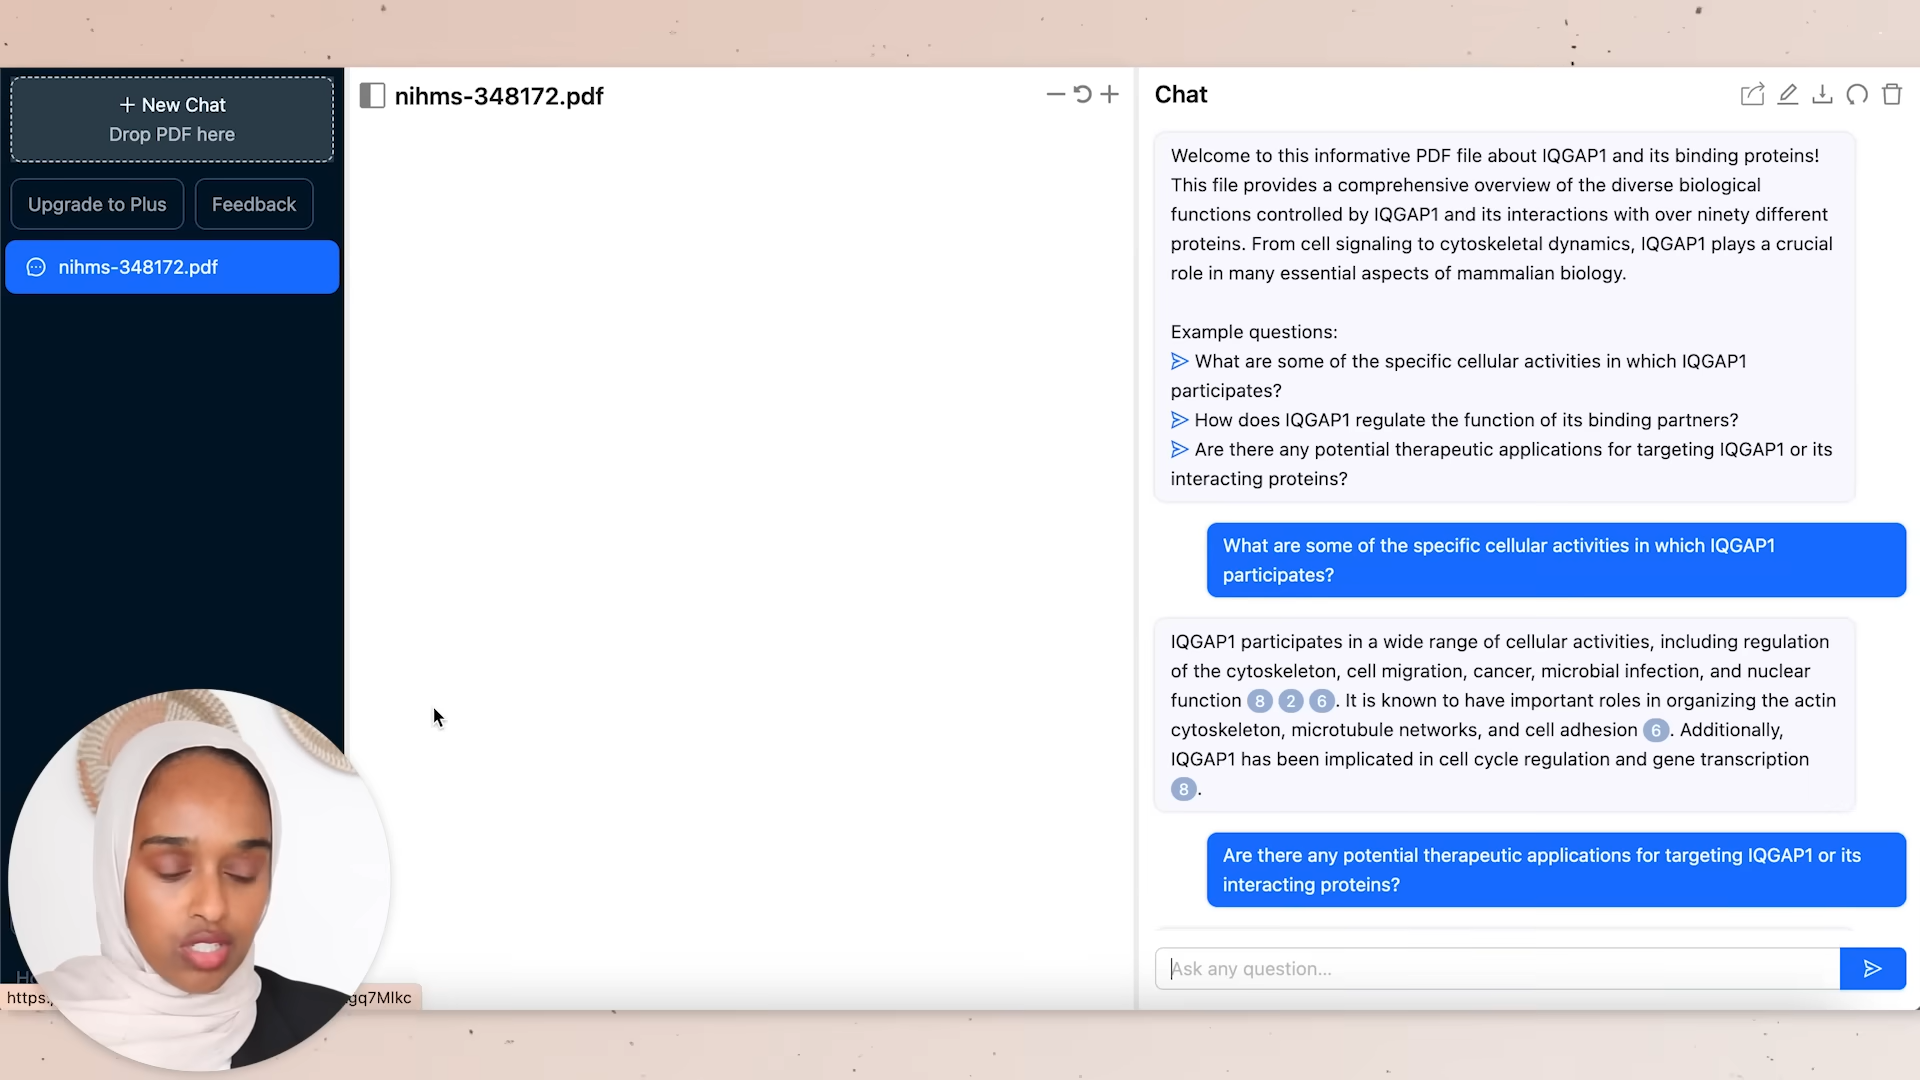 + New Chat
Drop PDF here
Upgrade to Plus
Feedback
nihms-348172.pdf
nihms-348172.pdf
Chat
Welcome to this informative PDF file about IQGAP1 and its binding proteins!
This file provides a comprehensive overview of the diverse biological
functions controlled by IQGAP1 and its interactions with over ninety different
proteins. From cell signaling to cytoskeletal dynamics, IQGAP1 plays a crucial
role in many essential aspects of mammalian biology.
Example questions:
What are some of the specific cellular activities in which IQGAP1
participates?
How does IQGAP1 regulate the function of its binding partners?
Are there any potential therapeutic applications for targeting IQGAP1 or its
interacting proteins?
What are some of the specific cellular activities in which IQGAP1
participates?
IQGAP1 participates in a wide range of cellular activities, including regulation
of the cytoskeleton, cell migration, cancer, microbial infection, and nuclear
function 8 2 6. It is known to have important roles in organizing the actin
cytoskeleton, microtubule networks, and cell adhesion 6. Additionally,
IQGAP1 has been implicated in cell cycle regulation and gene transcription
8.
Are there any potential therapeutic applications for targeting IQGAP1 or its
interacting proteins?
Ask any question...